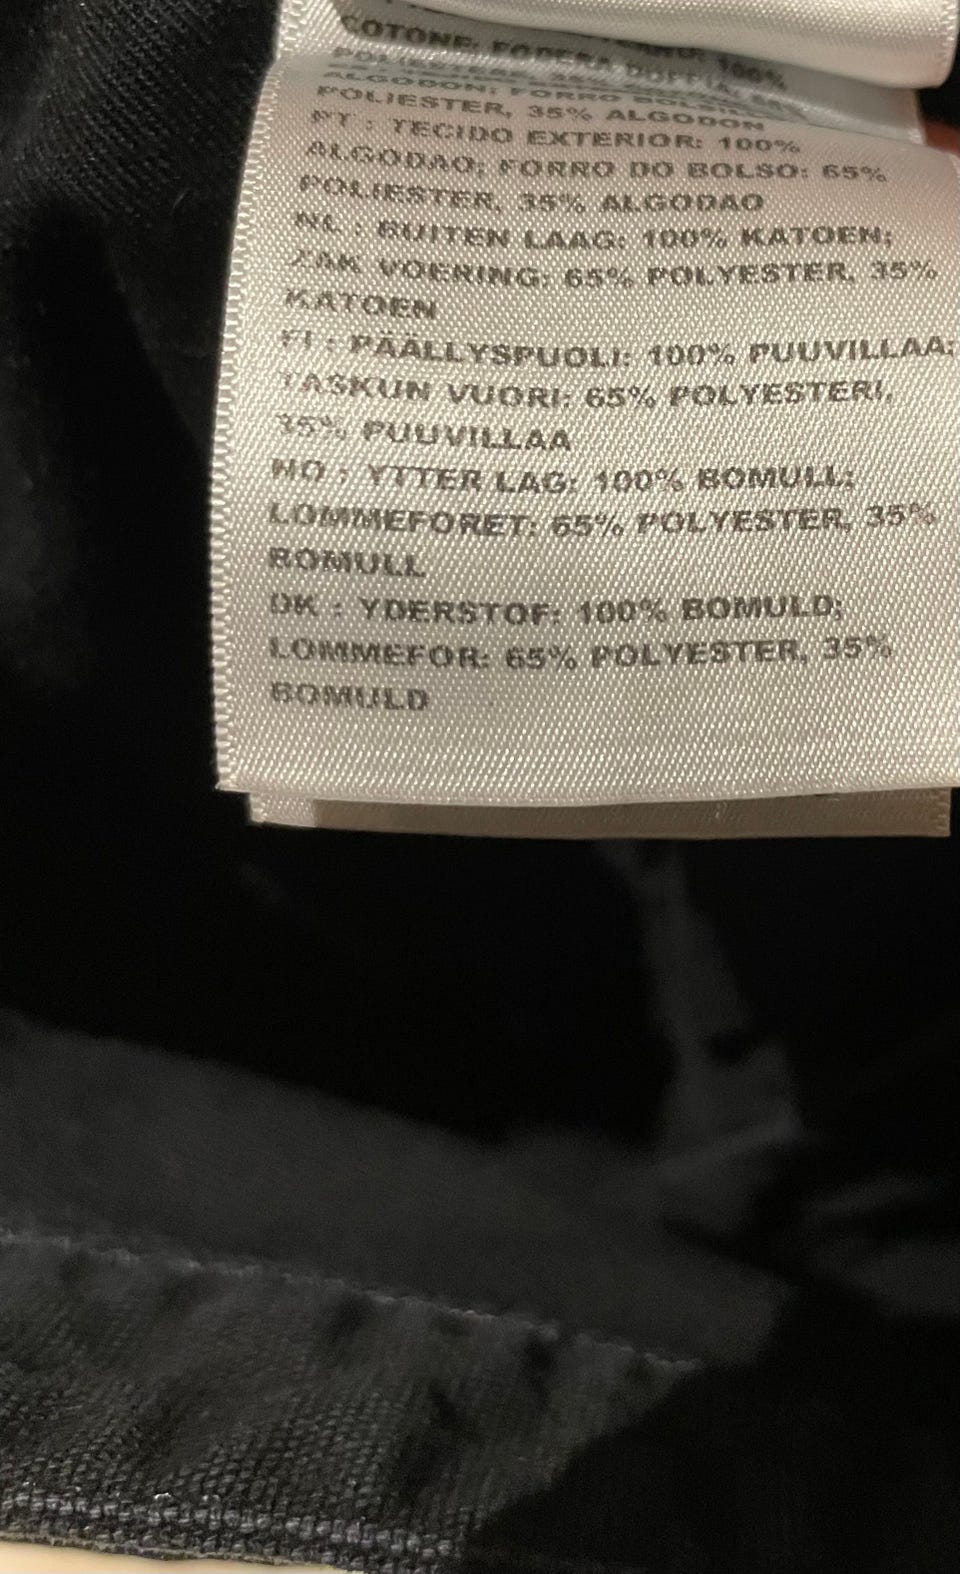 COTONE; FODERA 100%
POLIESTER, 35% ALGODON
PT : TECIDO EXTERIOR: 100%
ALGODAO; FORRO DO BOLSO: 65%
POLIESTER, 35% ALGODAO
NL : BUITEN LAAG: 100% KATOEN;
ZAK VOERING: 65% POLYESTER, 35%
KATOEN
FI : PÄÄLLYSPUOLI: 100% PUUVILLAA;
TASKUN VUORI: 65% POLYESTERI,
35% PUUVILLAA
NO : YTTER LAG: 100% BOMULL;
LOMMEFORET: 65% POLYESTER, 35%
BOMULL
DK : YDERSTOF: 100% BOMULD;
LOMMEFOR: 65% POLYESTER, 35%
BOMULD